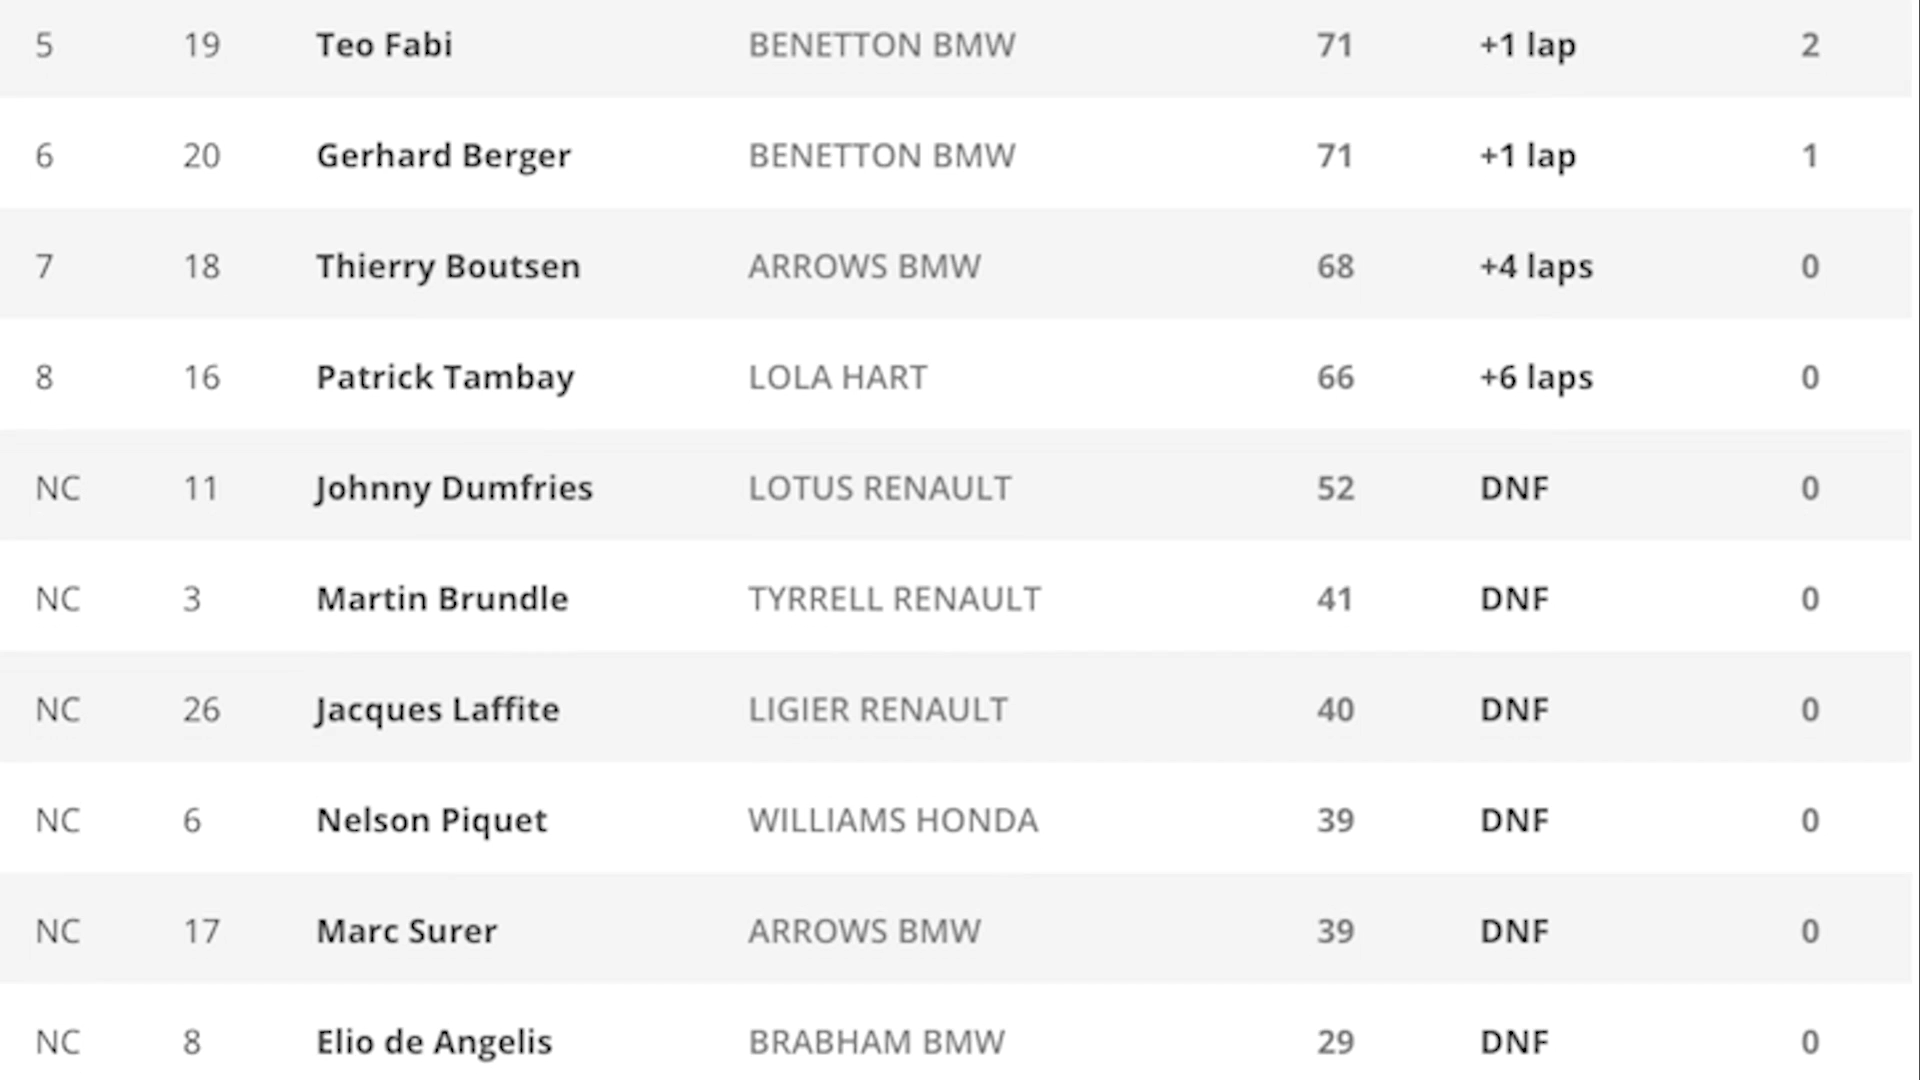 5 19 Teo Fabi BENETTON BMW 71 +1 lap 2
6 20 Gerhard Berger BENETTON BMW 71 +1 lap 1
7 18 Thierry Boutsen ARROWS BMW 68 +4 laps 0
8 16 Patrick Tambay LOLA HART 66 +6 laps 0
NC 11 Johnny Dumfries LOTUS RENAULT 52 DNF 0
NC 3 Martin Brundle TYRRELL RENAULT 41 DNF 0
NC 26 Jacques Laffite LIGIER RENAULT 40 DNF 0
NC 6 Nelson Piquet WILLIAMS HONDA 39 DNF 0
NC 17 Marc Surer ARROWS BMW 39 DNF 0
NC 8 Elio de Angelis BRABHAM BMW 29 DNF 0